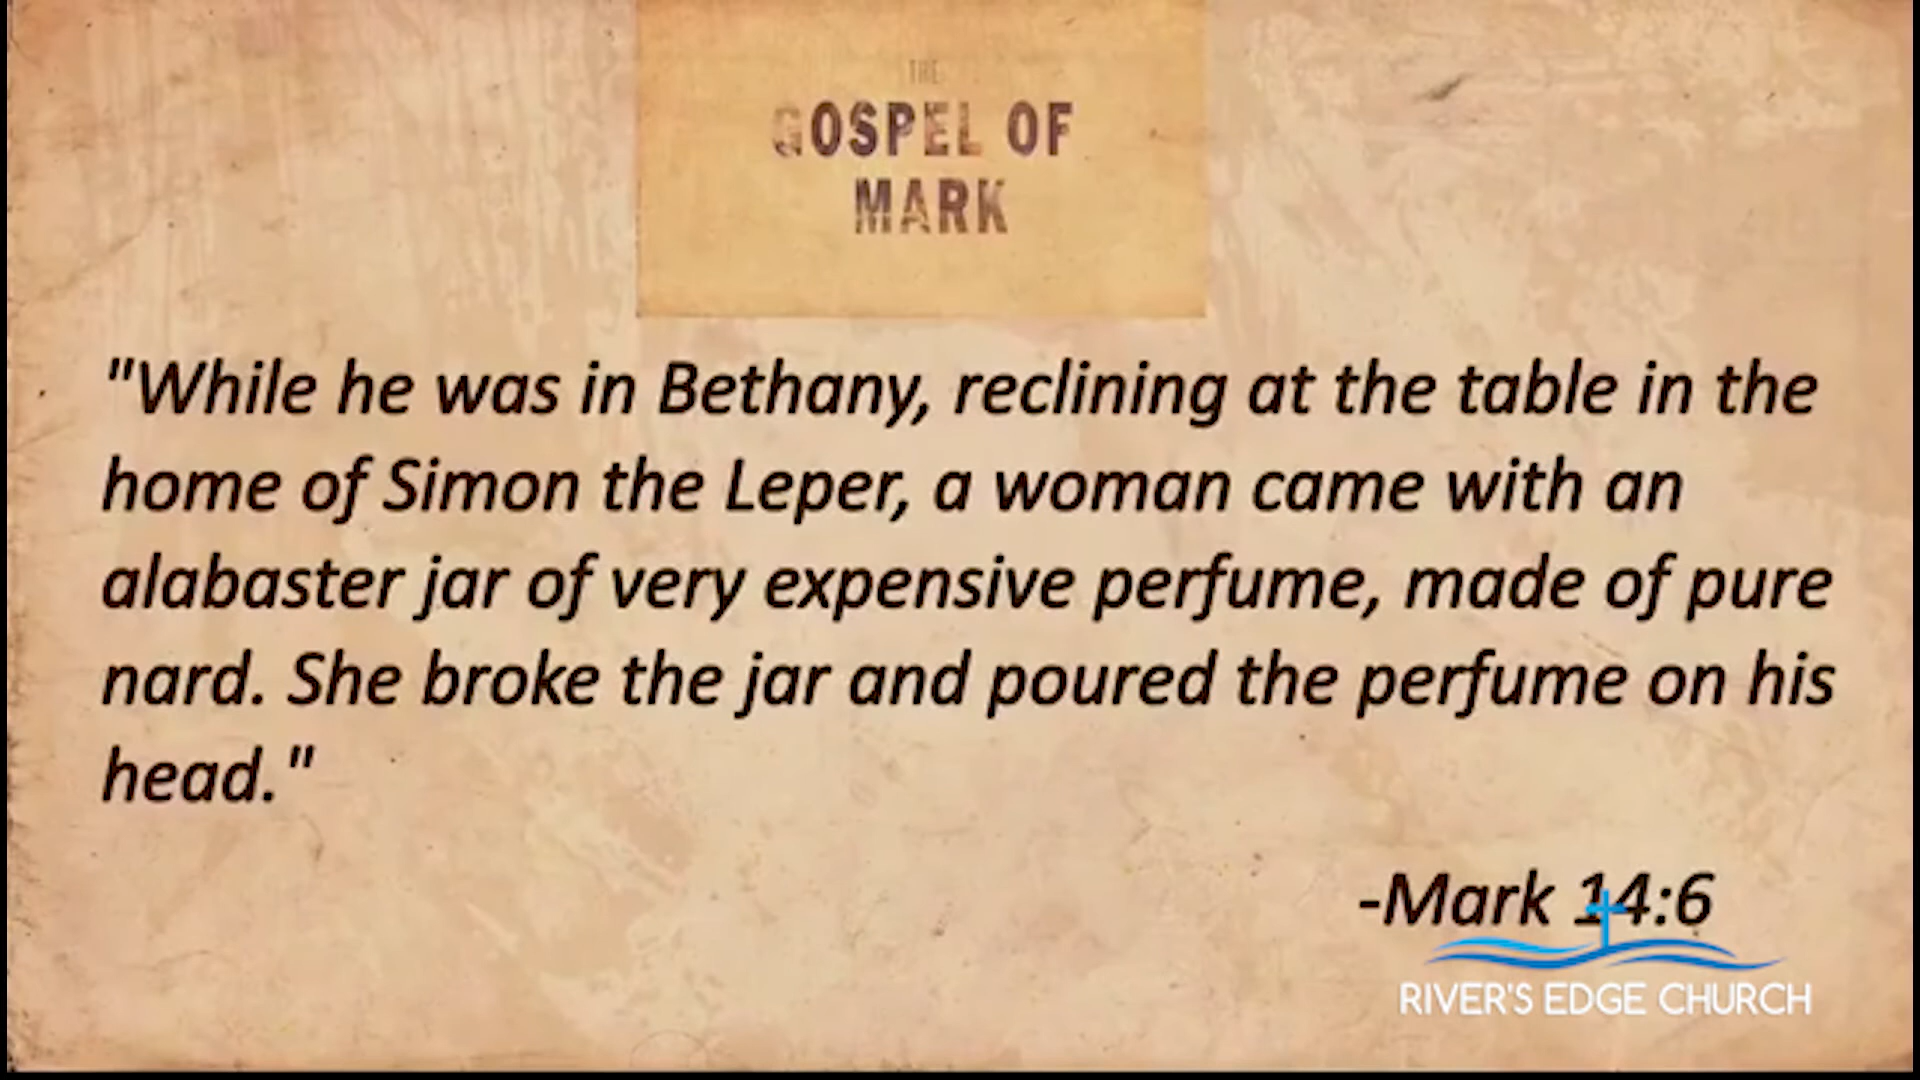 THE
GOSPEL OF
MARK
"While he was in Bethany, reclining at the table in the
home of Simon the Leper, a woman came with an
alabaster jar of very expensive perfume, made of pure
nard. She broke the jar and poured the perfume on his
head."
-Mark 14:6
RIVER'S EDGE CHURCH